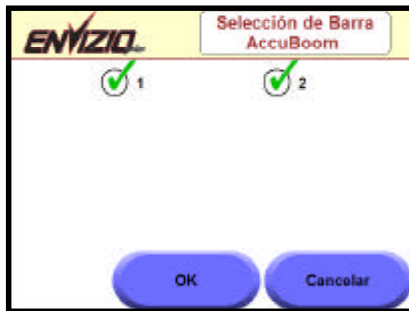 ENVIZIO
Selección de Barra
AccuBoom
1 2
OK Cancelar